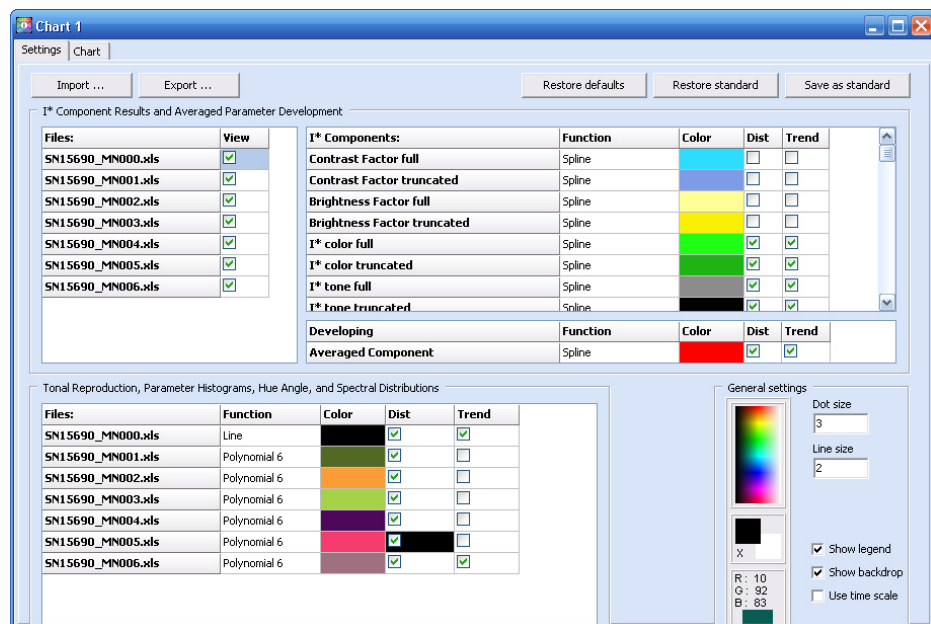 Chart 1
Settings Chart
Import ... Export ... Restore defaults Restore standard Save as standard
I* Component Results and Averaged Parameter Development
Files: View
SN15690_MN000.xls
SN15690_MN001.xls
SN15690_MN002.xls
SN15690_MN003.xls
SN15690_MN004.xls
SN15690_MN005.xls
SN15690_MN006.xls
I* Components: Function Color Dist Trend
Contrast Factor full Spline
Contrast Factor truncated Spline
Brightness Factor full Spline
Brightness Factor truncated Spline
I* color full Spline
I* color truncated Spline
I* tone full Spline
I* tone truncated Spline
Developing Function Color Dist Trend
Averaged Component Spline
Tonal Reproduction, Parameter Histograms, Hue Angle, and Spectral Distributions
Files: Function Color Dist Trend
SN15690_MN000.xls Line
SN15690_MN001.xls Polynomial 6
SN15690_MN002.xls Polynomial 6
SN15690_MN003.xls Polynomial 6
SN15690_MN004.xls Polynomial 6
SN15690_MN005.xls Polynomial 6
SN15690_MN006.xls Polynomial 6
General settings
Dot size
3
Line size
2
X
R: 10
G: 92
B: 83
Show legend
Show backdrop
Use time scale